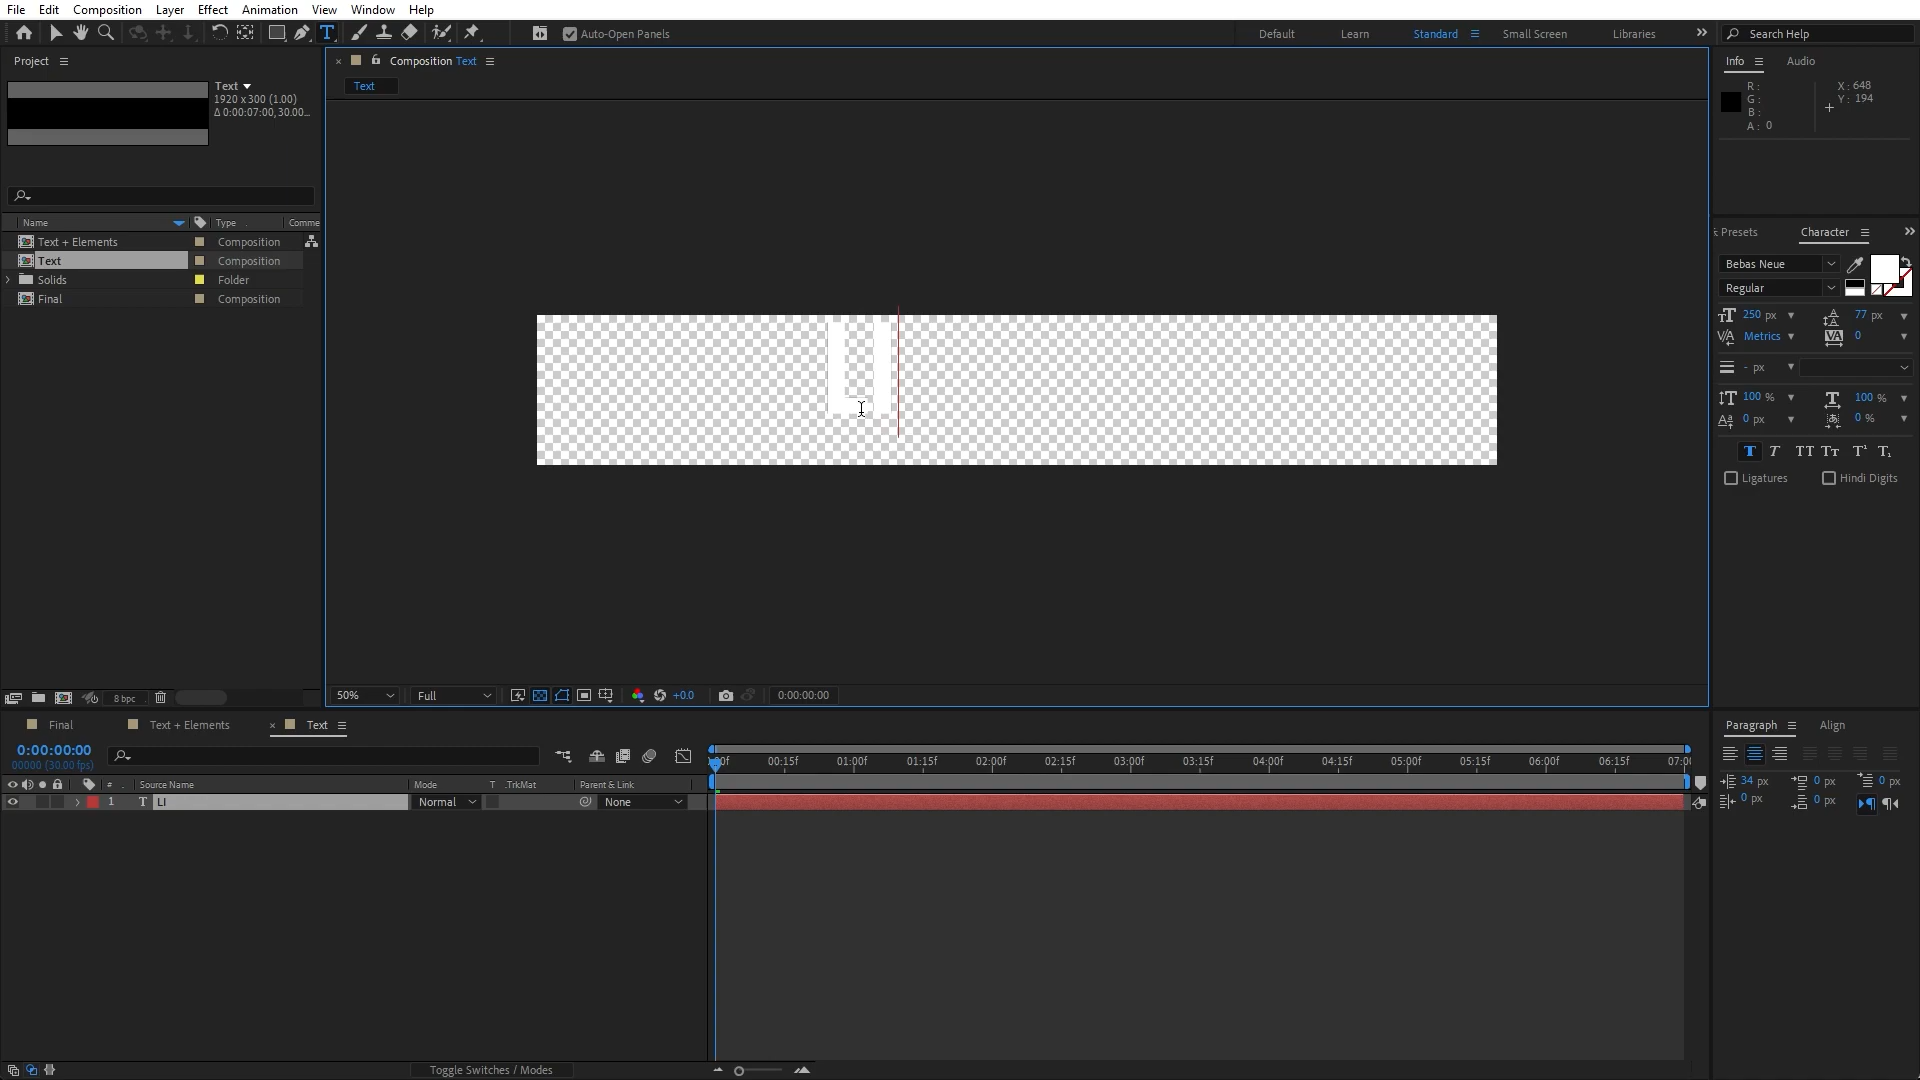 File Edit Composition Layer Effect Animation View Window Help
Auto-Open Panels
Default Learn Standard Small Screen Libraries
Search Help
Project
Text
1920 x 300 (1.00)
Δ 0:00:07:00, 30.00...
Name Type Comme
Text + Elements Composition
Text Composition
Solids Folder
Final Composition
8 bpc
Composition Text
Text
LI
50% Full +0.0 0:00:00:00
Info Audio
R :
G :
B :
A : 0
X : 648
Y : 194
Presets Character
Bebas Neue
Regular
250 px 77 px
Metrics 0
- px
100 % 100 %
0 px 0 %
Ligatures Hindi Digits
Final Text + Elements Text
0:00:00:00
00000 (30.00 fps)
# Source Name Mode T .TrkMat Parent & Link
1 T LI Normal None
00f 00:15f 01:00f 01:15f 02:00f 02:15f 03:00f 03:15f 04:00f 04:15f 05:00f 05:15f 06:00f 06:15f 07:00
Toggle Switches / Modes
Paragraph Align
34 px 0 px 0 px
0 px 0 px